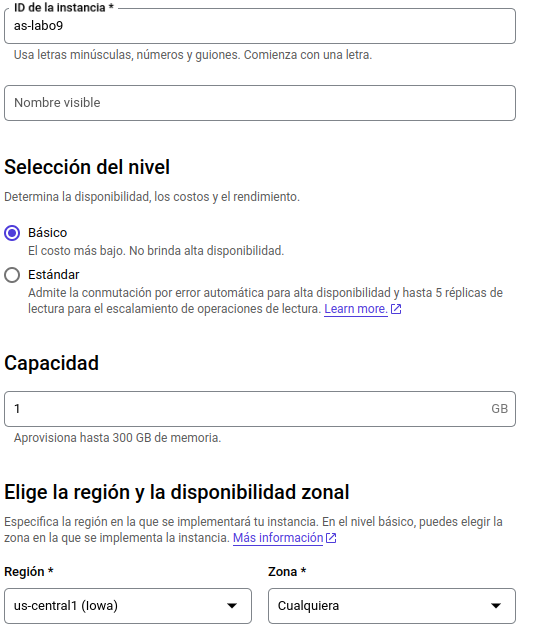 ID de la instancia *
as-labo9
Usa letras minúsculas, números y guiones. Comienza con una letra.
Nombre visible
Selección del nivel
Determina la disponibilidad, los costos y el rendimiento.
Básico
El costo más bajo. No brinda alta disponibilidad.
Estándar
Admite la conmutación por error automática para alta disponibilidad y hasta 5 réplicas de
lectura para el escalamiento de operaciones de lectura. Learn more.
Capacidad
1 GB
Aprovisiona hasta 300 GB de memoria.
Elige la región y la disponibilidad zonal
Especifica la región en la que se implementará tu instancia. En el nivel básico, puedes elegir la
zona en la que se implementa la instancia. Más información
Región * Zona *
us-central1 (Iowa) Cualquiera